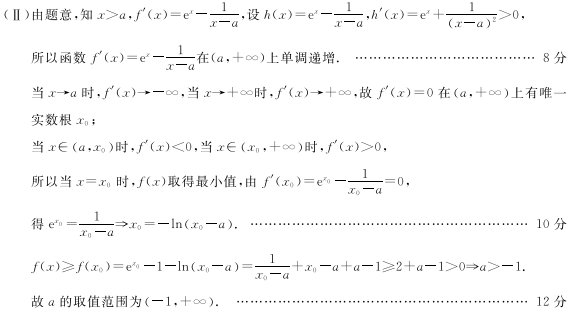 (Ⅱ)由题意,知 x>a,f′(x)=eˣ-1/(x-a),设 h(x)=eˣ-1/(x-a),h′(x)=eˣ+1/(x-a)²>0,
所以函数 f′(x)=eˣ-1/(x-a)在(a,+∞)上单调递增. …………………………………… 8 分
当 x→a 时,f′(x)→-∞,当 x→+∞时,f′(x)→+∞,故 f′(x)=0 在(a,+∞)上有唯一
实数根 x₀;
当 x∈(a,x₀)时,f′(x)<0,当 x∈(x₀,+∞)时,f′(x)>0,
所以当 x=x₀ 时,f(x)取得最小值,由 f′(x₀)=e^{x₀}-1/(x₀-a)=0,
得 e^{x₀}=1/(x₀-a)⇒x₀=-ln(x₀-a). …………………………………… 10 分
f(x)≥f(x₀)=e^{x₀}-1-ln(x₀-a)=1/(x₀-a)+x₀-a+a-1≥2+a-1>0⇒a>-1.
故 a 的取值范围为(-1,+∞). …………………………………… 12 分